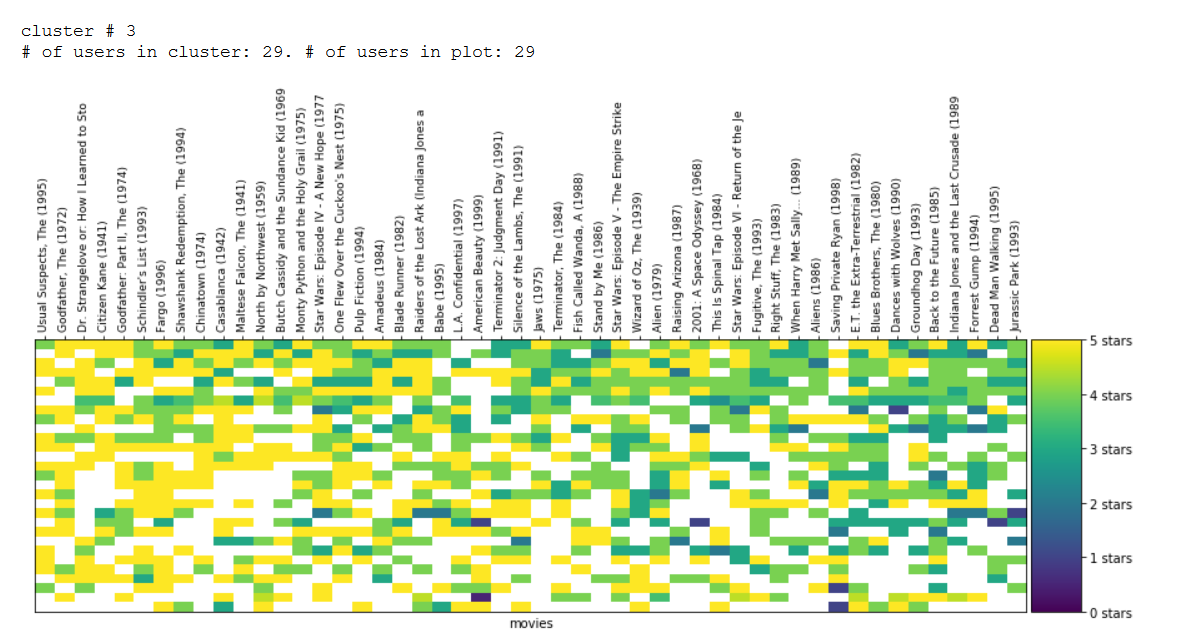 cluster # 3
# of users in cluster: 29. # of users in plot: 29
Usual Suspects, The (1995)
Godfather, The (1972)
Dr. Strangelove or: How I Learned to Sto
Citizen Kane (1941)
Godfather: Part II, The (1974)
Schindler's List (1993)
Fargo (1996)
Shawshank Redemption, The (1994)
Chinatown (1974)
Casablanca (1942)
Maltese Falcon, The (1941)
North by Northwest (1959)
Butch Cassidy and the Sundance Kid (1969
Monty Python and the Holy Grail (1975)
Star Wars: Episode IV - A New Hope (1977
One Flew Over the Cuckoo's Nest (1975)
Pulp Fiction (1994)
Amadeus (1984)
Blade Runner (1982)
Raiders of the Lost Ark (Indiana Jones a
Babe (1995)
L.A. Confidential (1997)
American Beauty (1999)
Terminator 2: Judgment Day (1991)
Silence of the Lambs, The (1991)
Jaws (1975)
Terminator, The (1984)
Fish Called Wanda, A (1988)
Stand by Me (1986)
Star Wars: Episode V - The Empire Strike
Wizard of Oz, The (1939)
Alien (1979)
Raising Arizona (1987)
2001: A Space Odyssey (1968)
This Is Spinal Tap (1984)
Star Wars: Episode VI - Return of the Je
Fugitive, The (1993)
Right Stuff, The (1983)
When Harry Met Sally... (1989)
Aliens (1986)
Saving Private Ryan (1998)
E.T. the Extra-Terrestrial (1982)
Blues Brothers, The (1980)
Dances with Wolves (1990)
Groundhog Day (1993)
Back to the Future (1985)
Indiana Jones and the Last Crusade (1989
Forrest Gump (1994)
Dead Man Walking (1995)
Jurassic Park (1993)
5 stars
4 stars
3 stars
2 stars
1 stars
0 stars
movies